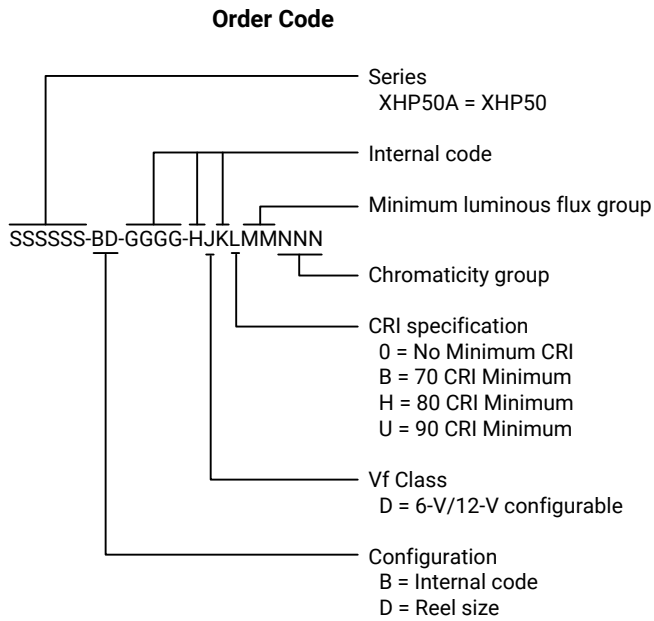 Order Code
Series
XHP50A = XHP50
Internal code
Minimum luminous flux group
SSSSSS-BD-GGGG-HJKLMMNNN
Chromaticity group
CRI specification
0 = No Minimum CRI
B = 70 CRI Minimum
H = 80 CRI Minimum
U = 90 CRI Minimum
Vf Class
D = 6-V/12-V configurable
Configuration
B = Internal code
D = Reel size